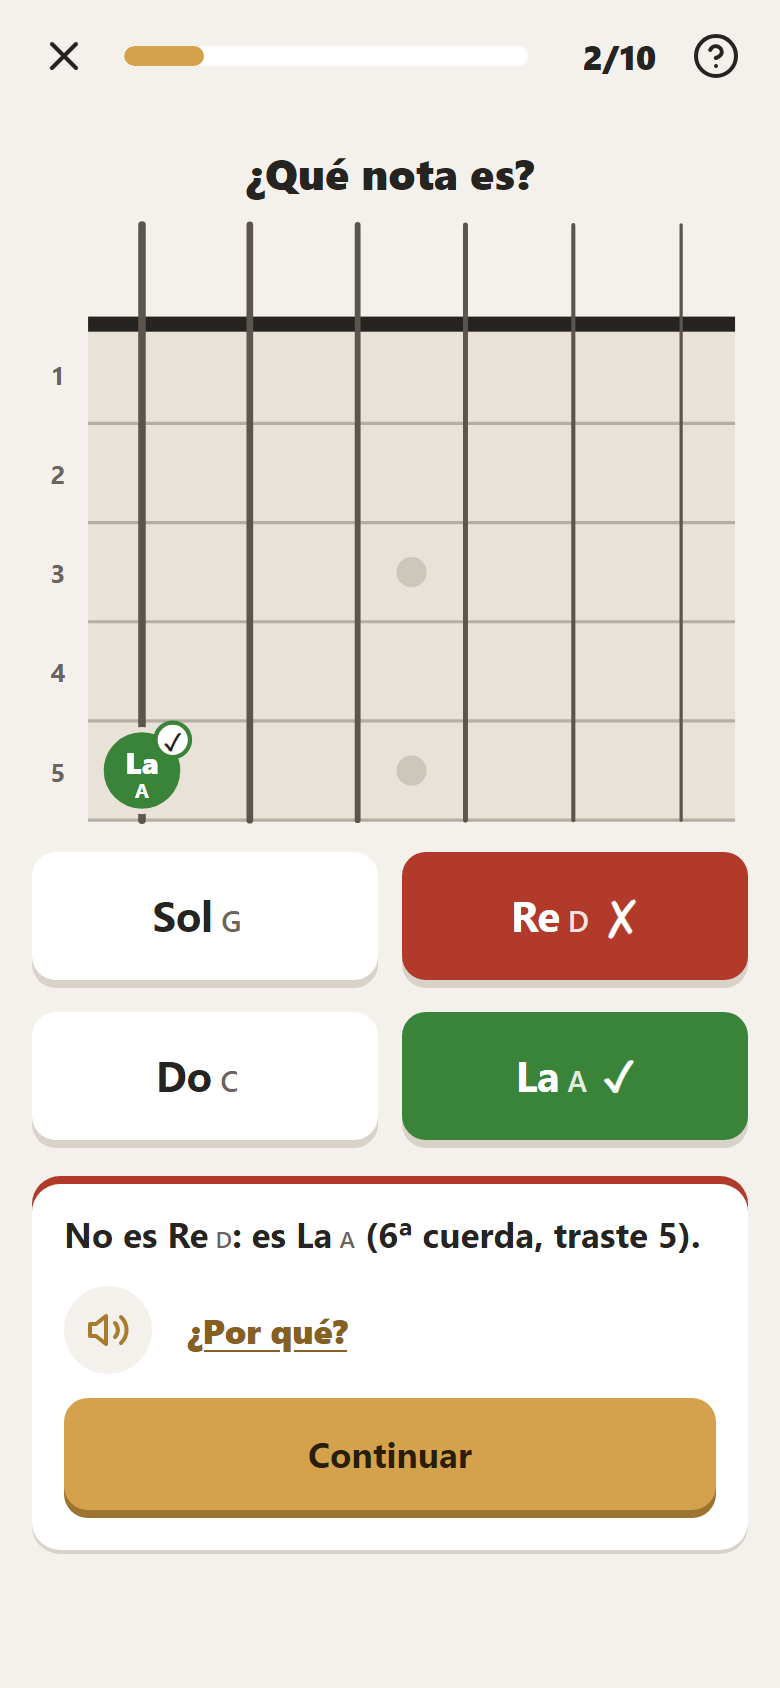 2/10
¿Qué nota es?
1
2
3
4
5
La
A
Sol G
Re D ✗
Do C
La A ✓
No es Re D: es La A (6ª cuerda, traste 5).
¿Por qué?
Continuar